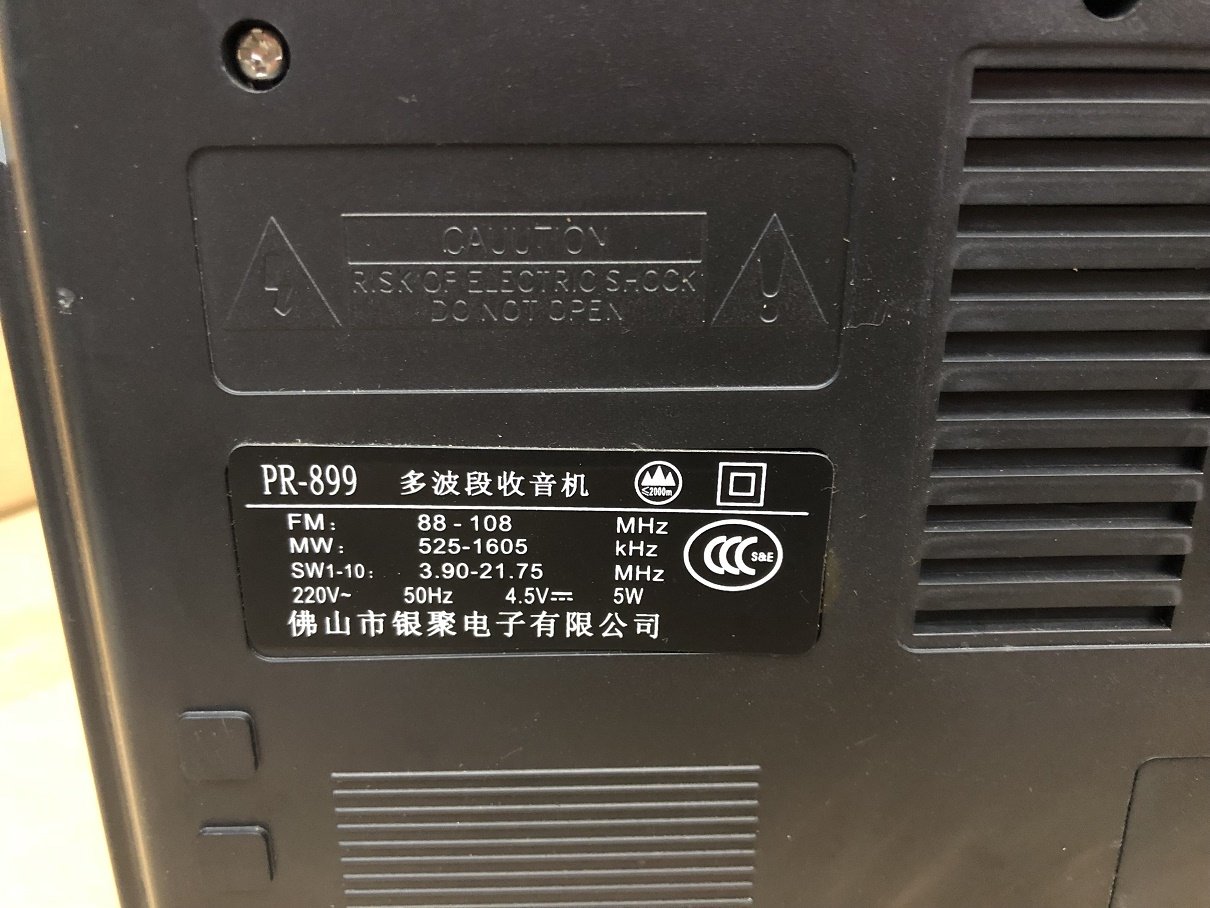 CAUUTION
RISK OF ELECTRIC SHOCK
DO NOT OPEN
PR-899 多波段收音机 ≤2000m
FM: 88-108 MHz
MW: 525-1605 kHz
SW1-10: 3.90-21.75 MHz
CCC S&E
220V~ 50Hz 4.5V⎓ 5W
佛山市银聚电子有限公司